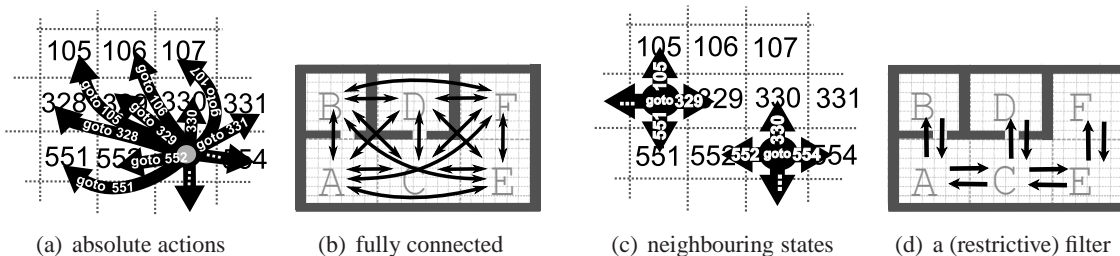 105 106 107
goto 107
goto 106
goto 105
328 330 331
goto 329
330
goto 331
goto 328
551 552 554
goto 552
...
goto 551
...
B D F
A C E
105 106 107
105
... goto 329 329 330 331
551
330
551 552 552 goto 554 554
...
B D F
A C E
(a) absolute actions (b) fully connected (c) neighbouring states (d) a (restrictive) filter